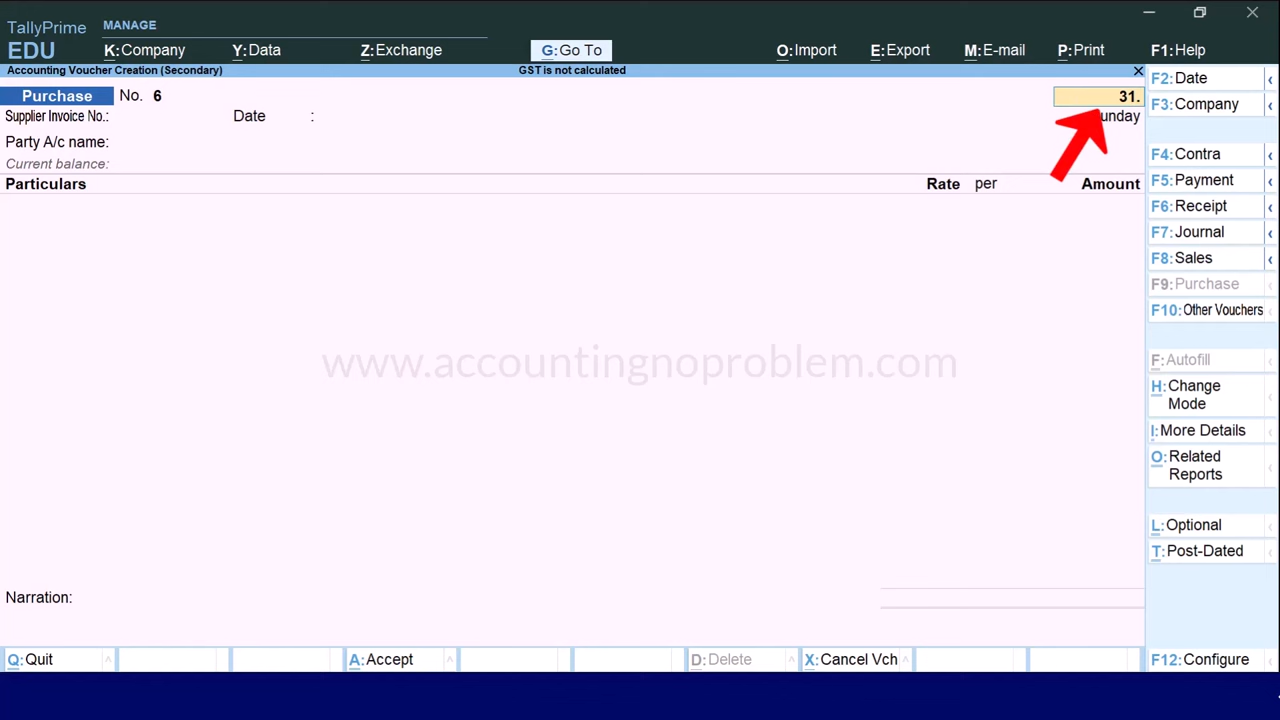 TallyPrime MANAGE
EDU K:Company Y:Data Z:Exchange G:Go To O:Import E:Export M:E-mail P:Print F1:Help
Accounting Voucher Creation (Secondary) GST is not calculated
Purchase No. 6 31.
Supplier Invoice No.: Date : unday
Party A/c name:
Current balance:
Particulars Rate per Amount
www.accountingnoproblem.com
Narration:
F2:Date
F3:Company
F4:Contra
F5:Payment
F6:Receipt
F7:Journal
F8:Sales
F9:Purchase
F10:Other Vouchers
F:Autofill
H:Change
Mode
I:More Details
O:Related
Reports
L:Optional
T:Post-Dated
Q:Quit A:Accept D:Delete X:Cancel Vch F12:Configure